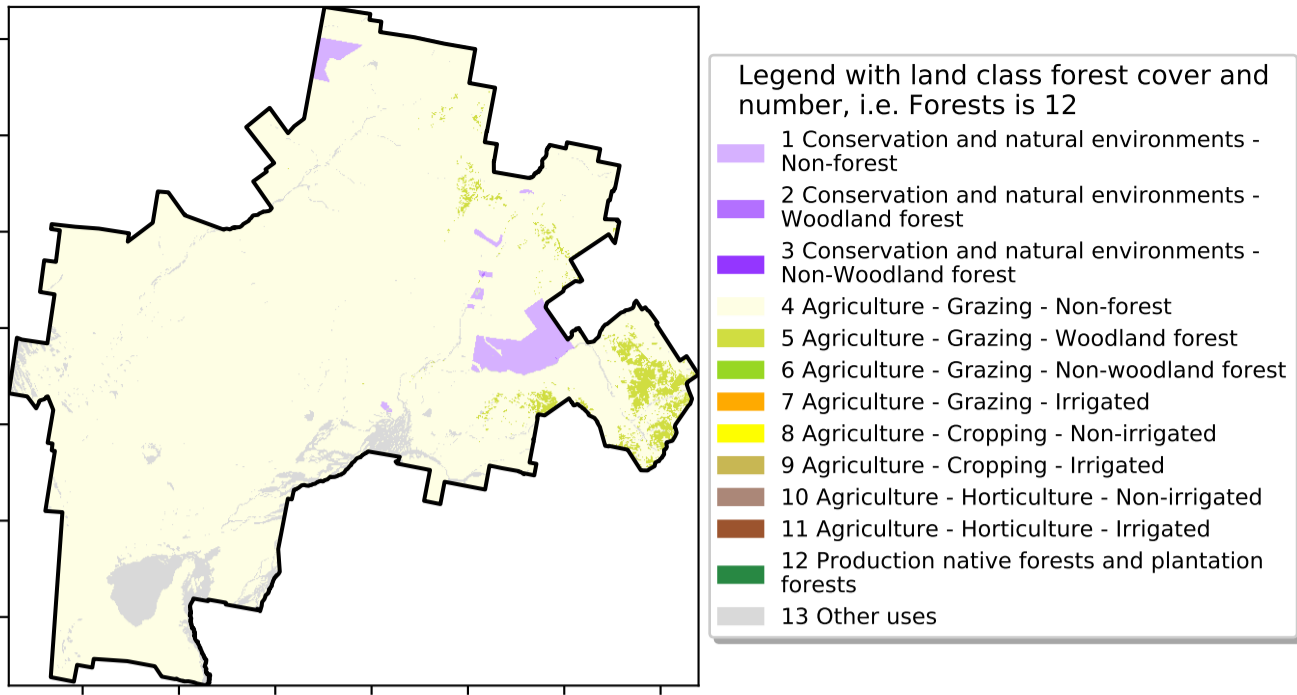 Legend with land class forest cover and
number, i.e. Forests is 12
1 Conservation and natural environments -
Non-forest
2 Conservation and natural environments -
Woodland forest
3 Conservation and natural environments -
Non-Woodland forest
4 Agriculture - Grazing - Non-forest
5 Agriculture - Grazing - Woodland forest
6 Agriculture - Grazing - Non-woodland forest
7 Agriculture - Grazing - Irrigated
8 Agriculture - Cropping - Non-irrigated
9 Agriculture - Cropping - Irrigated
10 Agriculture - Horticulture - Non-irrigated
11 Agriculture - Horticulture - Irrigated
12 Production native forests and plantation
forests
13 Other uses